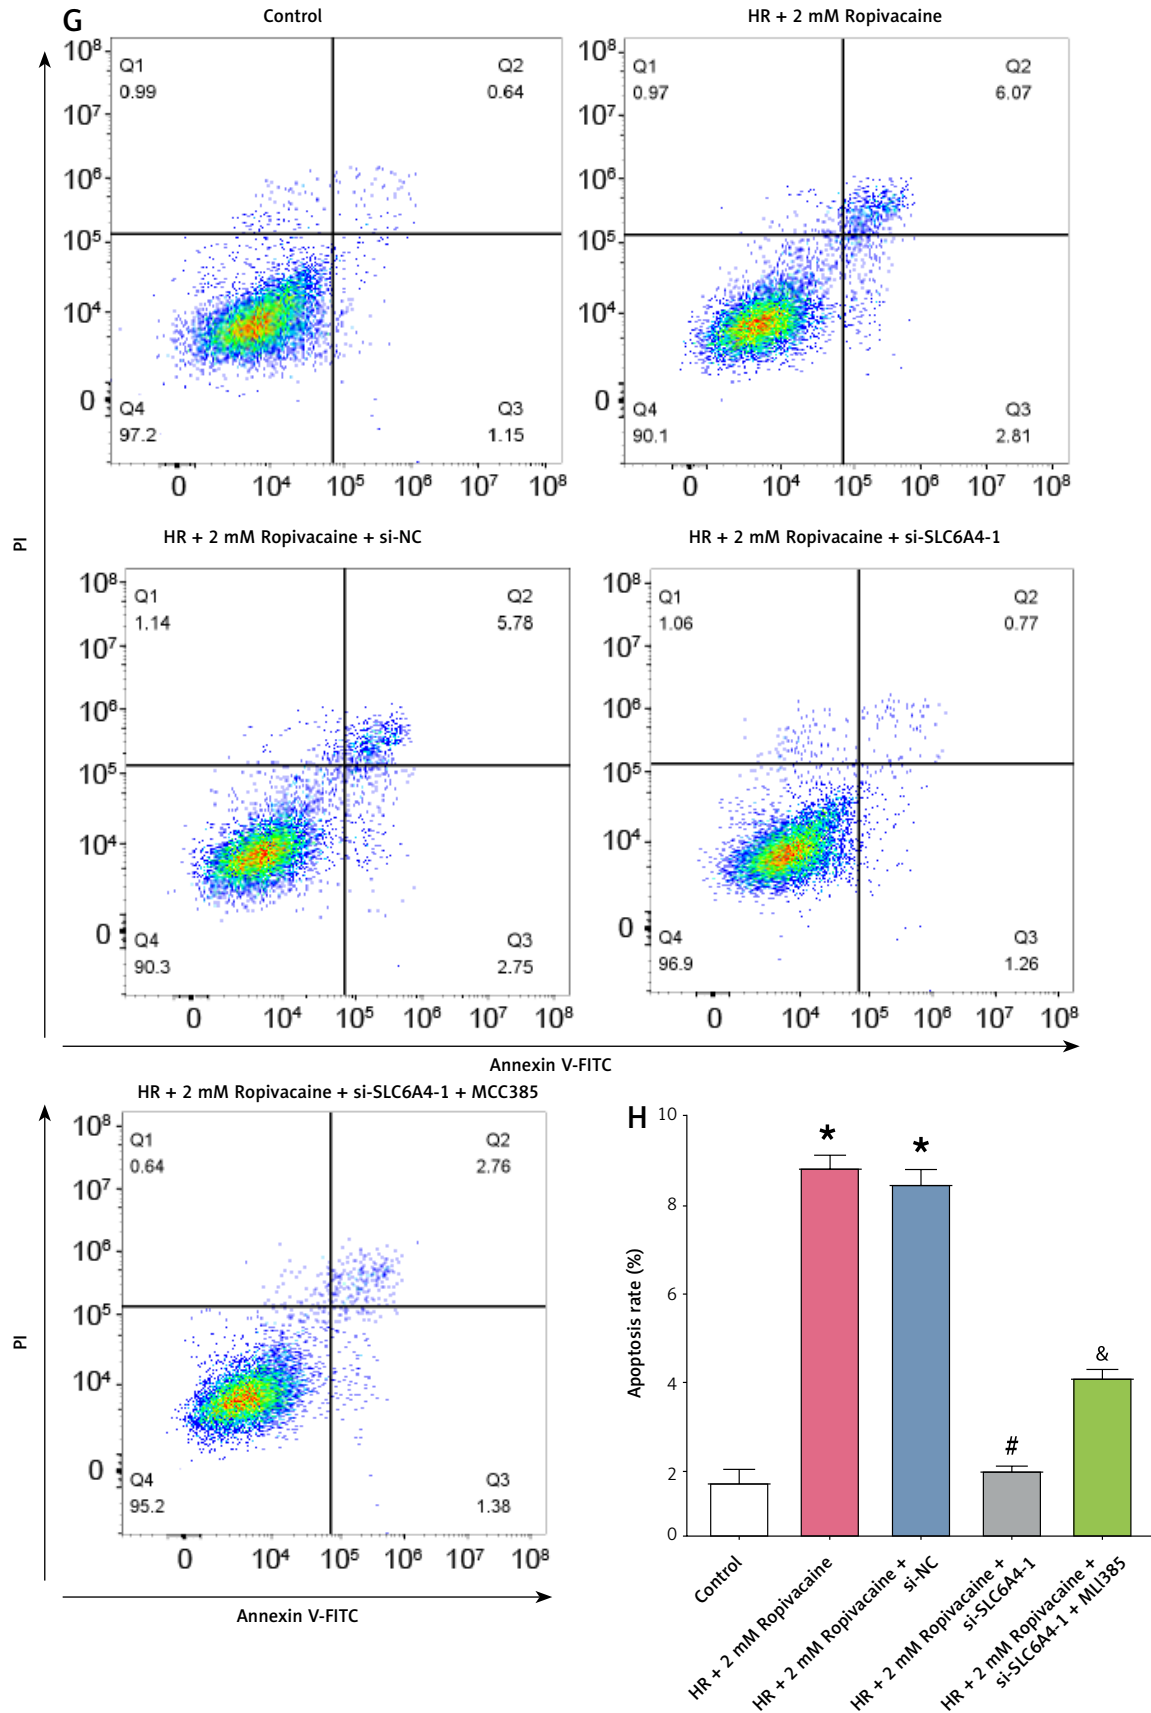 G
Control
HR + 2 mM Ropivacaine
10⁸
10⁷
10⁶
10⁵
10⁴
0
Q1
0.99
Q2
0.64
Q4
97.2
Q3
1.15
0 10⁴ 10⁵ 10⁶ 10⁷ 10⁸
10⁸
10⁷
10⁶
10⁵
10⁴
0
Q1
0.97
Q2
6.07
Q4
90.1
Q3
2.81
0 10⁴ 10⁵ 10⁶ 10⁷ 10⁸
PI
HR + 2 mM Ropivacaine + si-NC
HR + 2 mM Ropivacaine + si-SLC6A4-1
10⁸
10⁷
10⁶
10⁵
10⁴
0
Q1
1.14
Q2
5.78
Q4
90.3
Q3
2.75
0 10⁴ 10⁵ 10⁶ 10⁷ 10⁸
10⁸
10⁷
10⁶
10⁵
10⁴
0
Q1
1.06
Q2
0.77
Q4
96.9
Q3
1.26
0 10⁴ 10⁵ 10⁶ 10⁷ 10⁸
Annexin V-FITC
HR + 2 mM Ropivacaine + si-SLC6A4-1 + MCC385
10⁸
10⁷
10⁶
10⁵
10⁴
0
Q1
0.64
Q2
2.76
Q4
95.2
Q3
1.38
0 10⁴ 10⁵ 10⁶ 10⁷ 10⁸
PI
Annexin V-FITC
H
Apoptosis rate (%)
10
8
6
4
2
0
*
*
#
&
Control
HR + 2 mM Ropivacaine
HR + 2 mM Ropivacaine +
si-NC
HR + 2 mM Ropivacaine +
si-SLC6A4-1
HR + 2 mM Ropivacaine +
si-SLC6A4-1 + MLI385